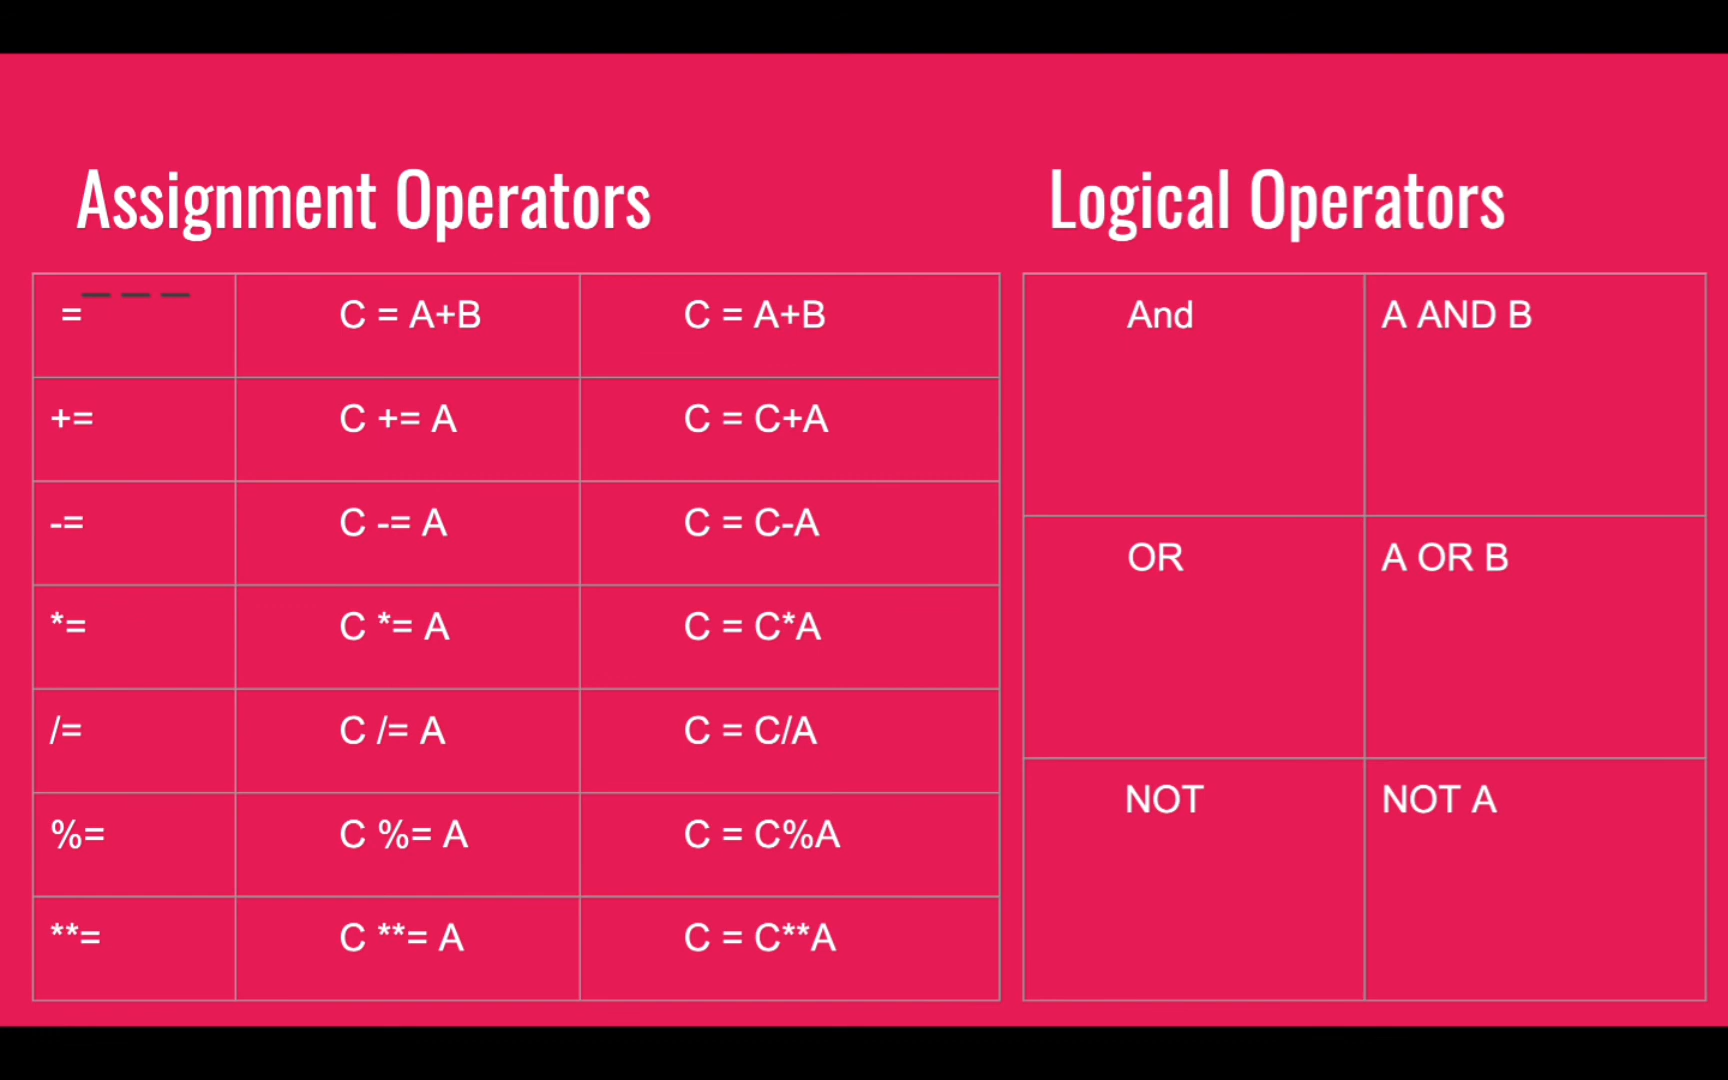 Assignment Operators
= C = A+B C = A+B
+= C += A C = C+A
-= C -= A C = C-A
*= C *= A C = C*A
/= C /= A C = C/A
%= C %= A C = C%A
**= C **= A C = C**A
Logical Operators
And A AND B
OR A OR B
NOT NOT A